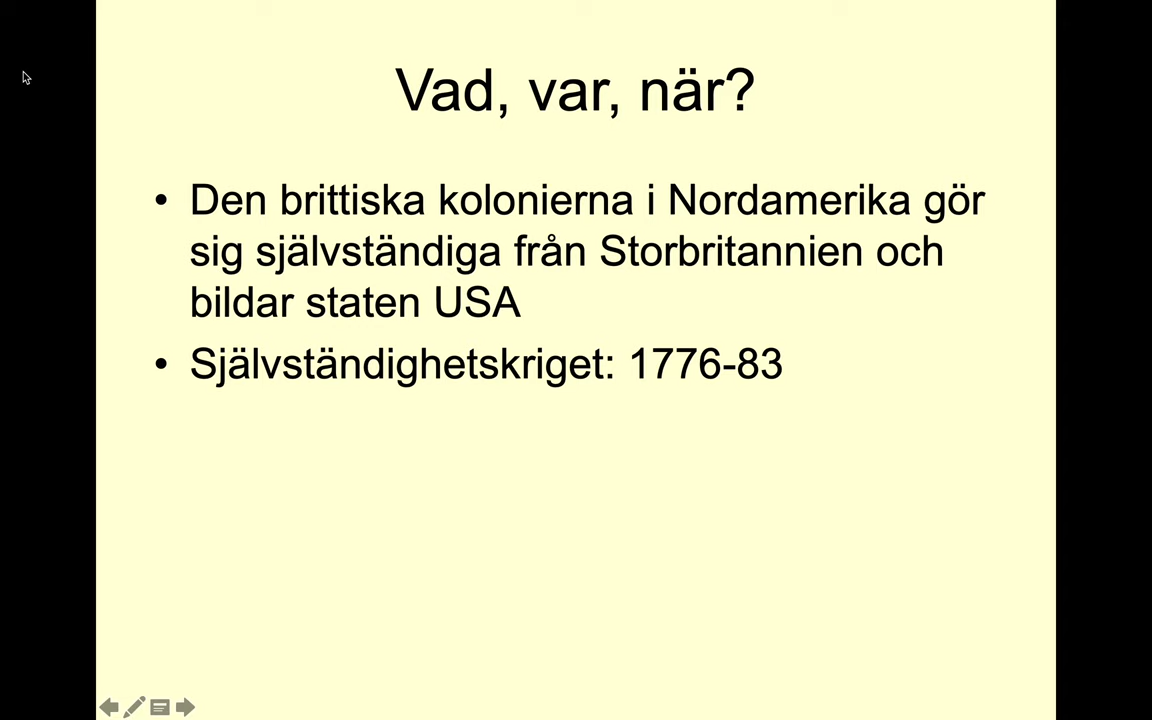 Vad, var, när?
• Den brittiska kolonierna i Nordamerika gör
sig självständiga från Storbritannien och
bildar staten USA
• Självständighetskriget: 1776-83